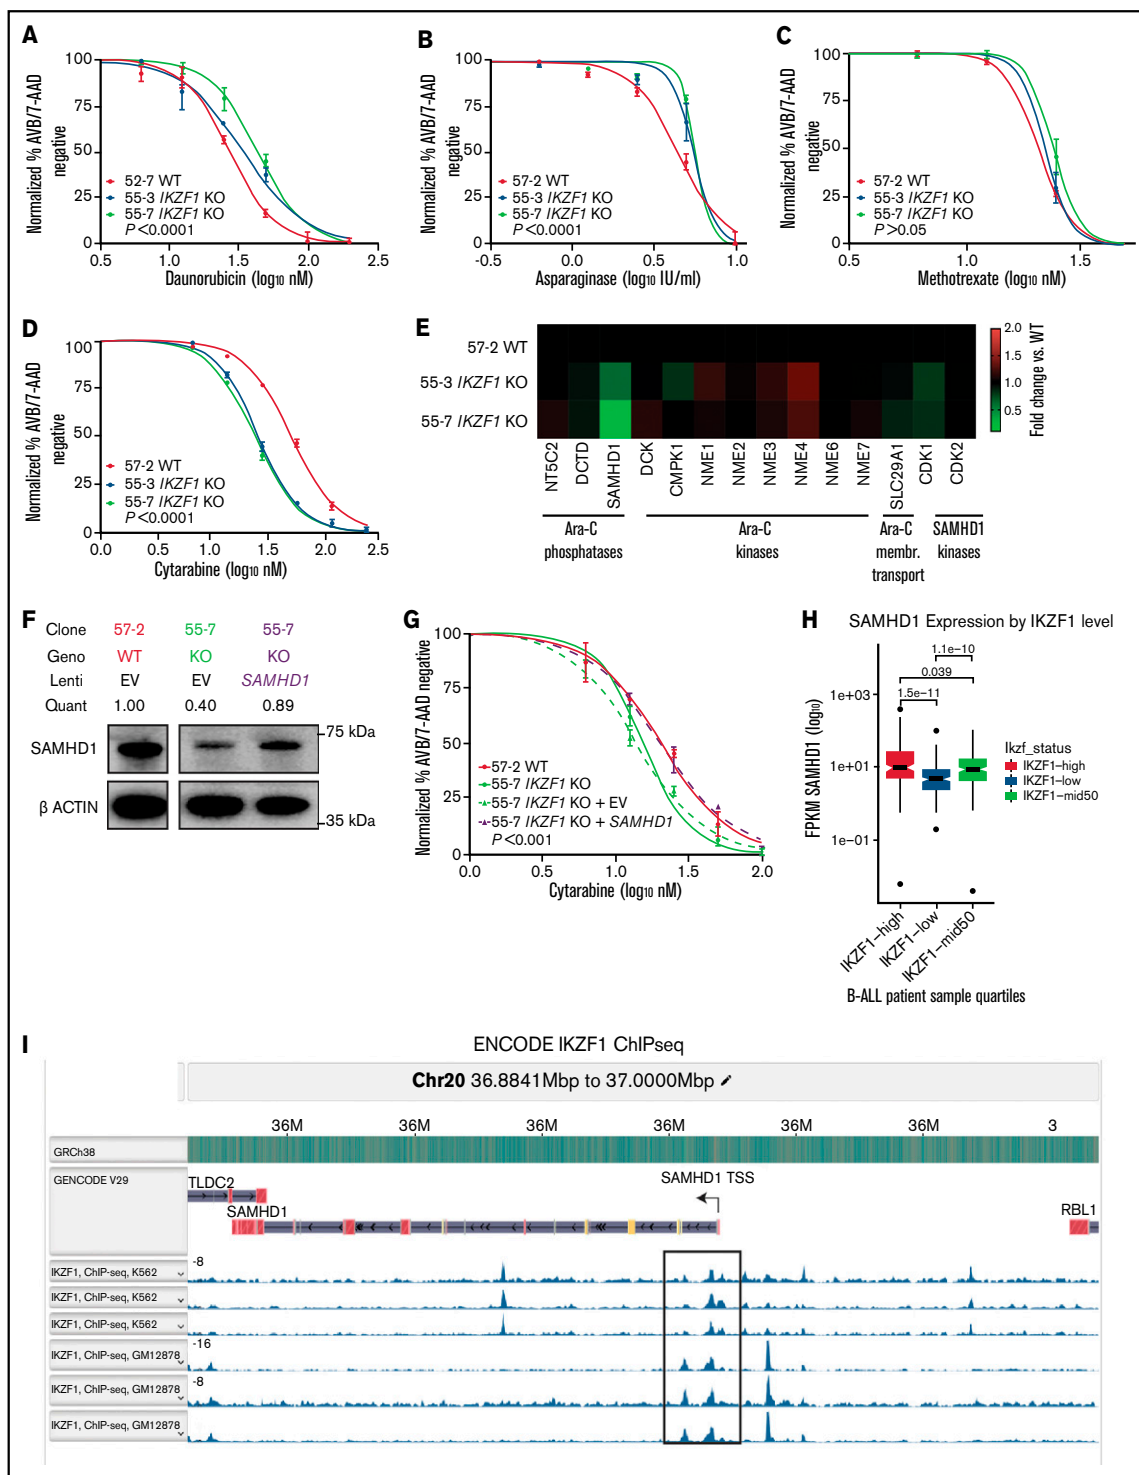 A
Normalized % AVB/7-AAD
negative
100
75
50
25
0
52-7 WT
55-3 IKZF1 KO
55-7 IKZF1 KO
P<0.0001
0.5 1.0 1.5 2.0 2.5
Daunorubicin (log10 nM)
B
Normalized % AVB/7-AAD
negative
100
75
50
25
0
57-2 WT
55-3 IKZF1 KO
55-7 IKZF1 KO
P<0.0001
-0.5 0.0 0.5 1.0
Asparaginase (log10 IU/ml)
C
Normalized % AVB/7-AAD
negative
100
75
50
25
0
57-2 WT
55-3 IKZF1 KO
55-7 IKZF1 KO
P>0.05
0.5 1.0 1.5
Methotrexate (log10 nM)
D
Normalized % AVB/7-AAD
negative
100
75
50
25
0
57-2 WT
55-3 IKZF1 KO
55-7 IKZF1 KO
P<0.0001
0.0 0.5 1.0 1.5 2.0 2.5
Cytarabine (log10 nM)
E
57-2 WT
55-3 IKZF1 KO
55-7 IKZF1 KO
2.0
1.5
1.0
0.5
Fold change vs. WT
NT5C2 DCTD SAMHD1 DCK CMPK1 NME1 NME2 NME3 NME4 NME6 NME7 SLC29A1 CDK1 CDK2
Ara-C
phosphatases
Ara-C
kinases
Ara-C
membr.
transport
SAMHD1
kinases
F
Clone 57-2 55-7 55-7
Geno WT KO KO
Lenti EV EV SAMHD1
Quant 1.00 0.40 0.89
SAMHD1
75 kDa
β ACTIN
35 kDa
G
Normalized % AVB/7-AAD negative
100
75
50
25
0
57-2 WT
55-7 IKZF1 KO
55-7 IKZF1 KO + EV
55-7 IKZF1 KO + SAMHD1
P<0.001
0.0 0.5 1.0 1.5 2.0
Cytarabine (log10 nM)
H
SAMHD1 Expression by IKZF1 level
1.1e-10
0.039
1.5e-11
FPKM SAMHD1 (log10)
1e+03
1e+01
1e-01
Ikzf_status
IKZF1-high
IKZF1-low
IKZF1-mid50
IKZF1-high IKZF1-low IKZF1-mid50
B-ALL patient sample quartiles
I
ENCODE IKZF1 ChIPseq
Chr20 36.8841Mbp to 37.0000Mbp
36M 36M 36M 36M 36M 36M 3
GRCh38
GENCODE V29
TLDC2
SAMHD1
SAMHD1 TSS
RBL1
-8
IKZF1, ChIP-seq, K562
IKZF1, ChIP-seq, K562
IKZF1, ChIP-seq, K562
-16
IKZF1, ChIP-seq, GM12878
-8
IKZF1, ChIP-seq, GM12878
IKZF1, ChIP-seq, GM12878